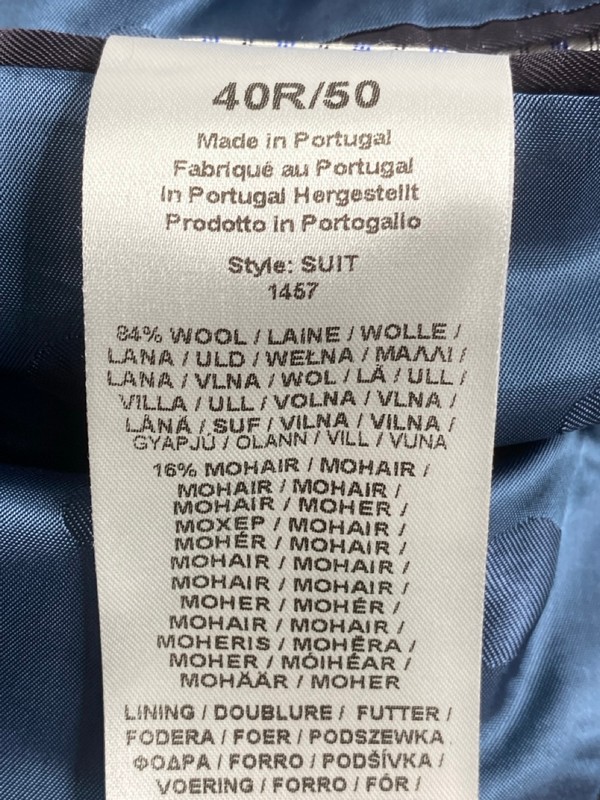 40R/50
Made in Portugal
Fabriqué au Portugal
In Portugal Hergestellt
Prodotto in Portogallo
Style: SUIT
1457
84% WOOL / LAINE / WOLLE /
LANA / ULD / WEŁNA / ΜΑΛΛΙ /
LANA / VLNA / WOL / LÃ / ULL /
VILLA / ULL / VOLNA / VLNA /
LÂNĂ / SUF / VILNA / VILNA /
GYAPJÚ / OLANN / VILL / VUNA
16% MOHAIR / MOHAIR /
MOHAIR / MOHAIR /
MOHAIR / MOHER /
ΜΟΧΕΡ / MOHAIR /
MOHÉR / MOHAIR /
MOHAIR / MOHAIR /
MOHAIR / MOHAIR /
MOHER / MOHÉR /
MOHAIR / MOHAIR /
MOHERIS / MOHĒRA /
MOHER / MÓIHÉAR /
MOHÄÄR / MOHER
LINING / DOUBLURE / FUTTER /
FODERA / FOER / PODSZEWKA
ΦΟΔΡΑ / FORRO / PODŠÍVKA /
VOERING / FORRO / FÓR /